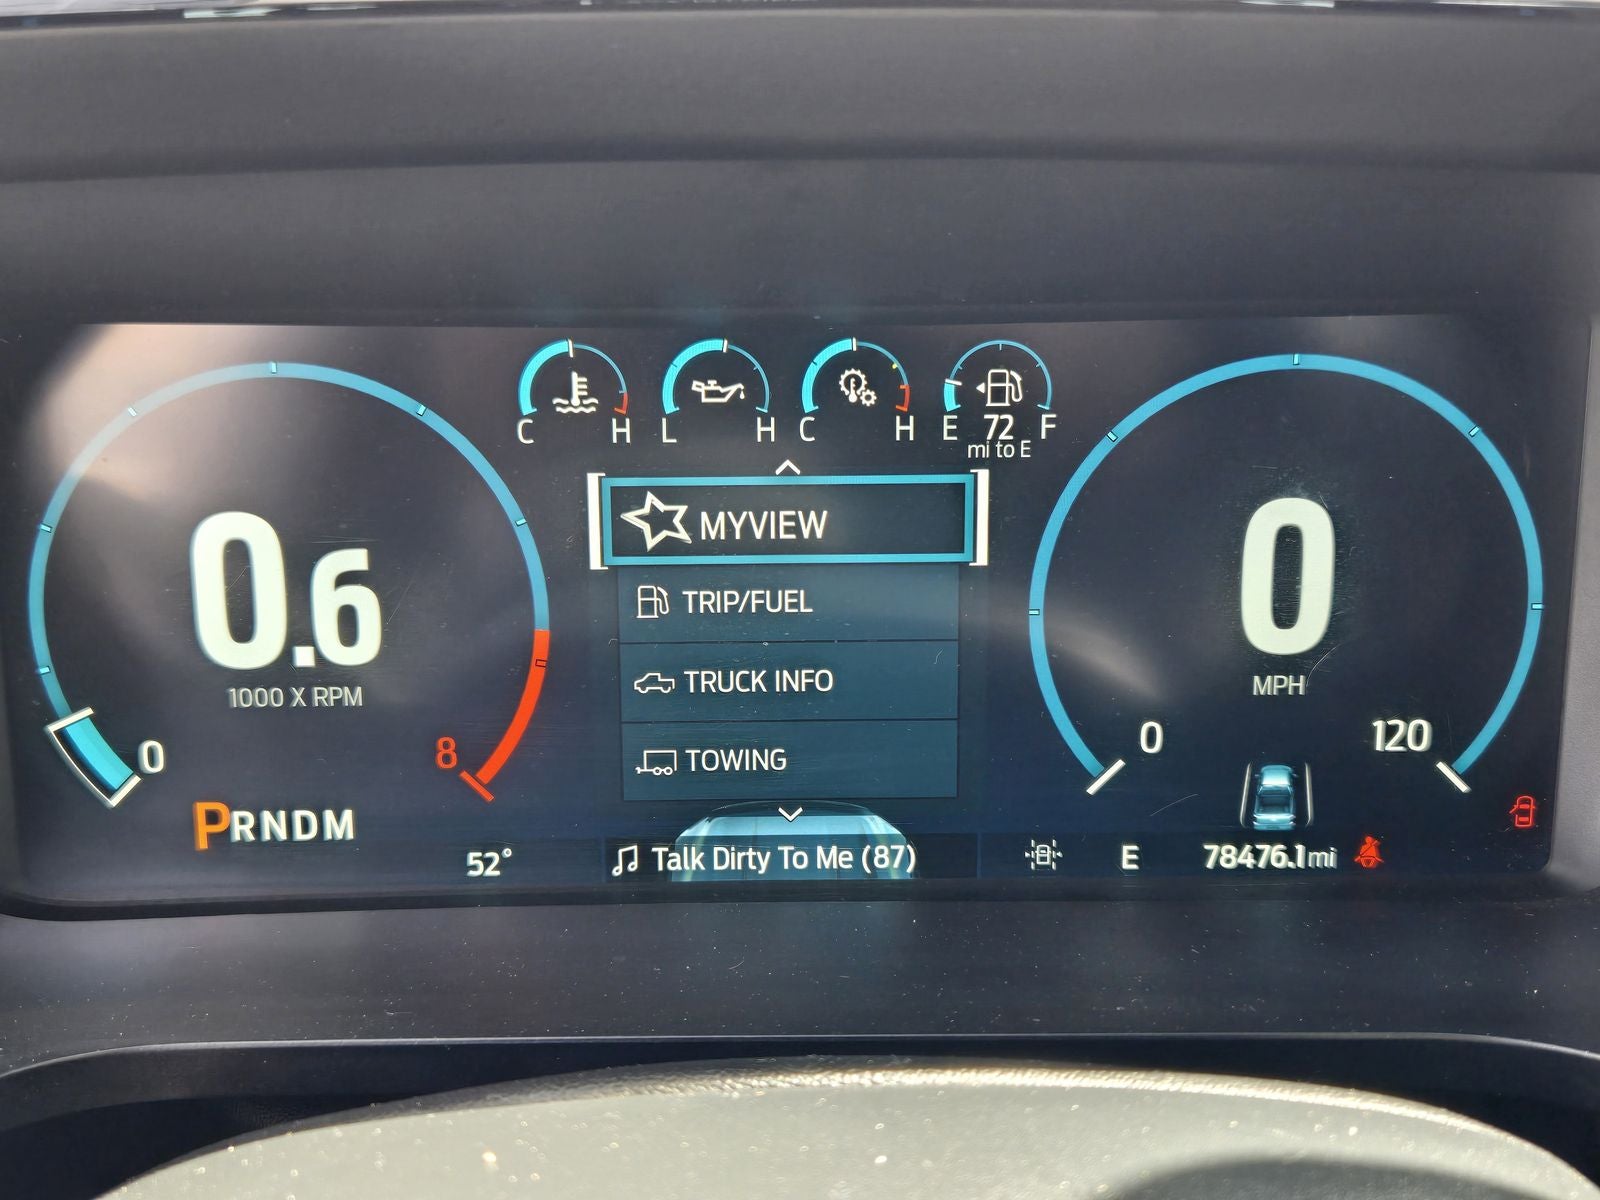 C H
L H
C H
E 72 F
mi to E
MYVIEW
TRIP/FUEL
TRUCK INFO
TOWING
0.6
1000 X RPM
0
8
PRNDM
52°
Talk Dirty To Me (87)
0
MPH
0
120
E
78476.1mi